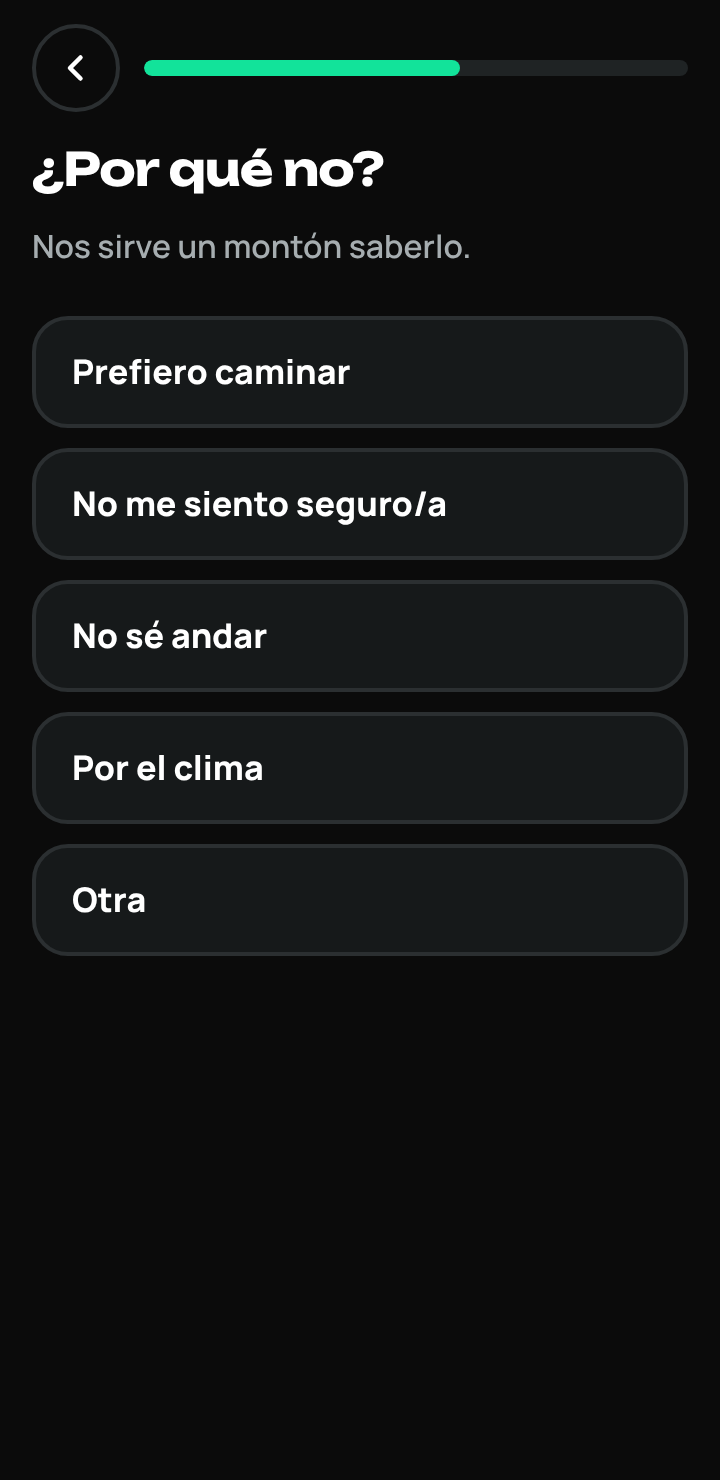 ¿Por qué no?
Nos sirve un montón saberlo.
Prefiero caminar
No me siento seguro/a
No sé andar
Por el clima
Otra